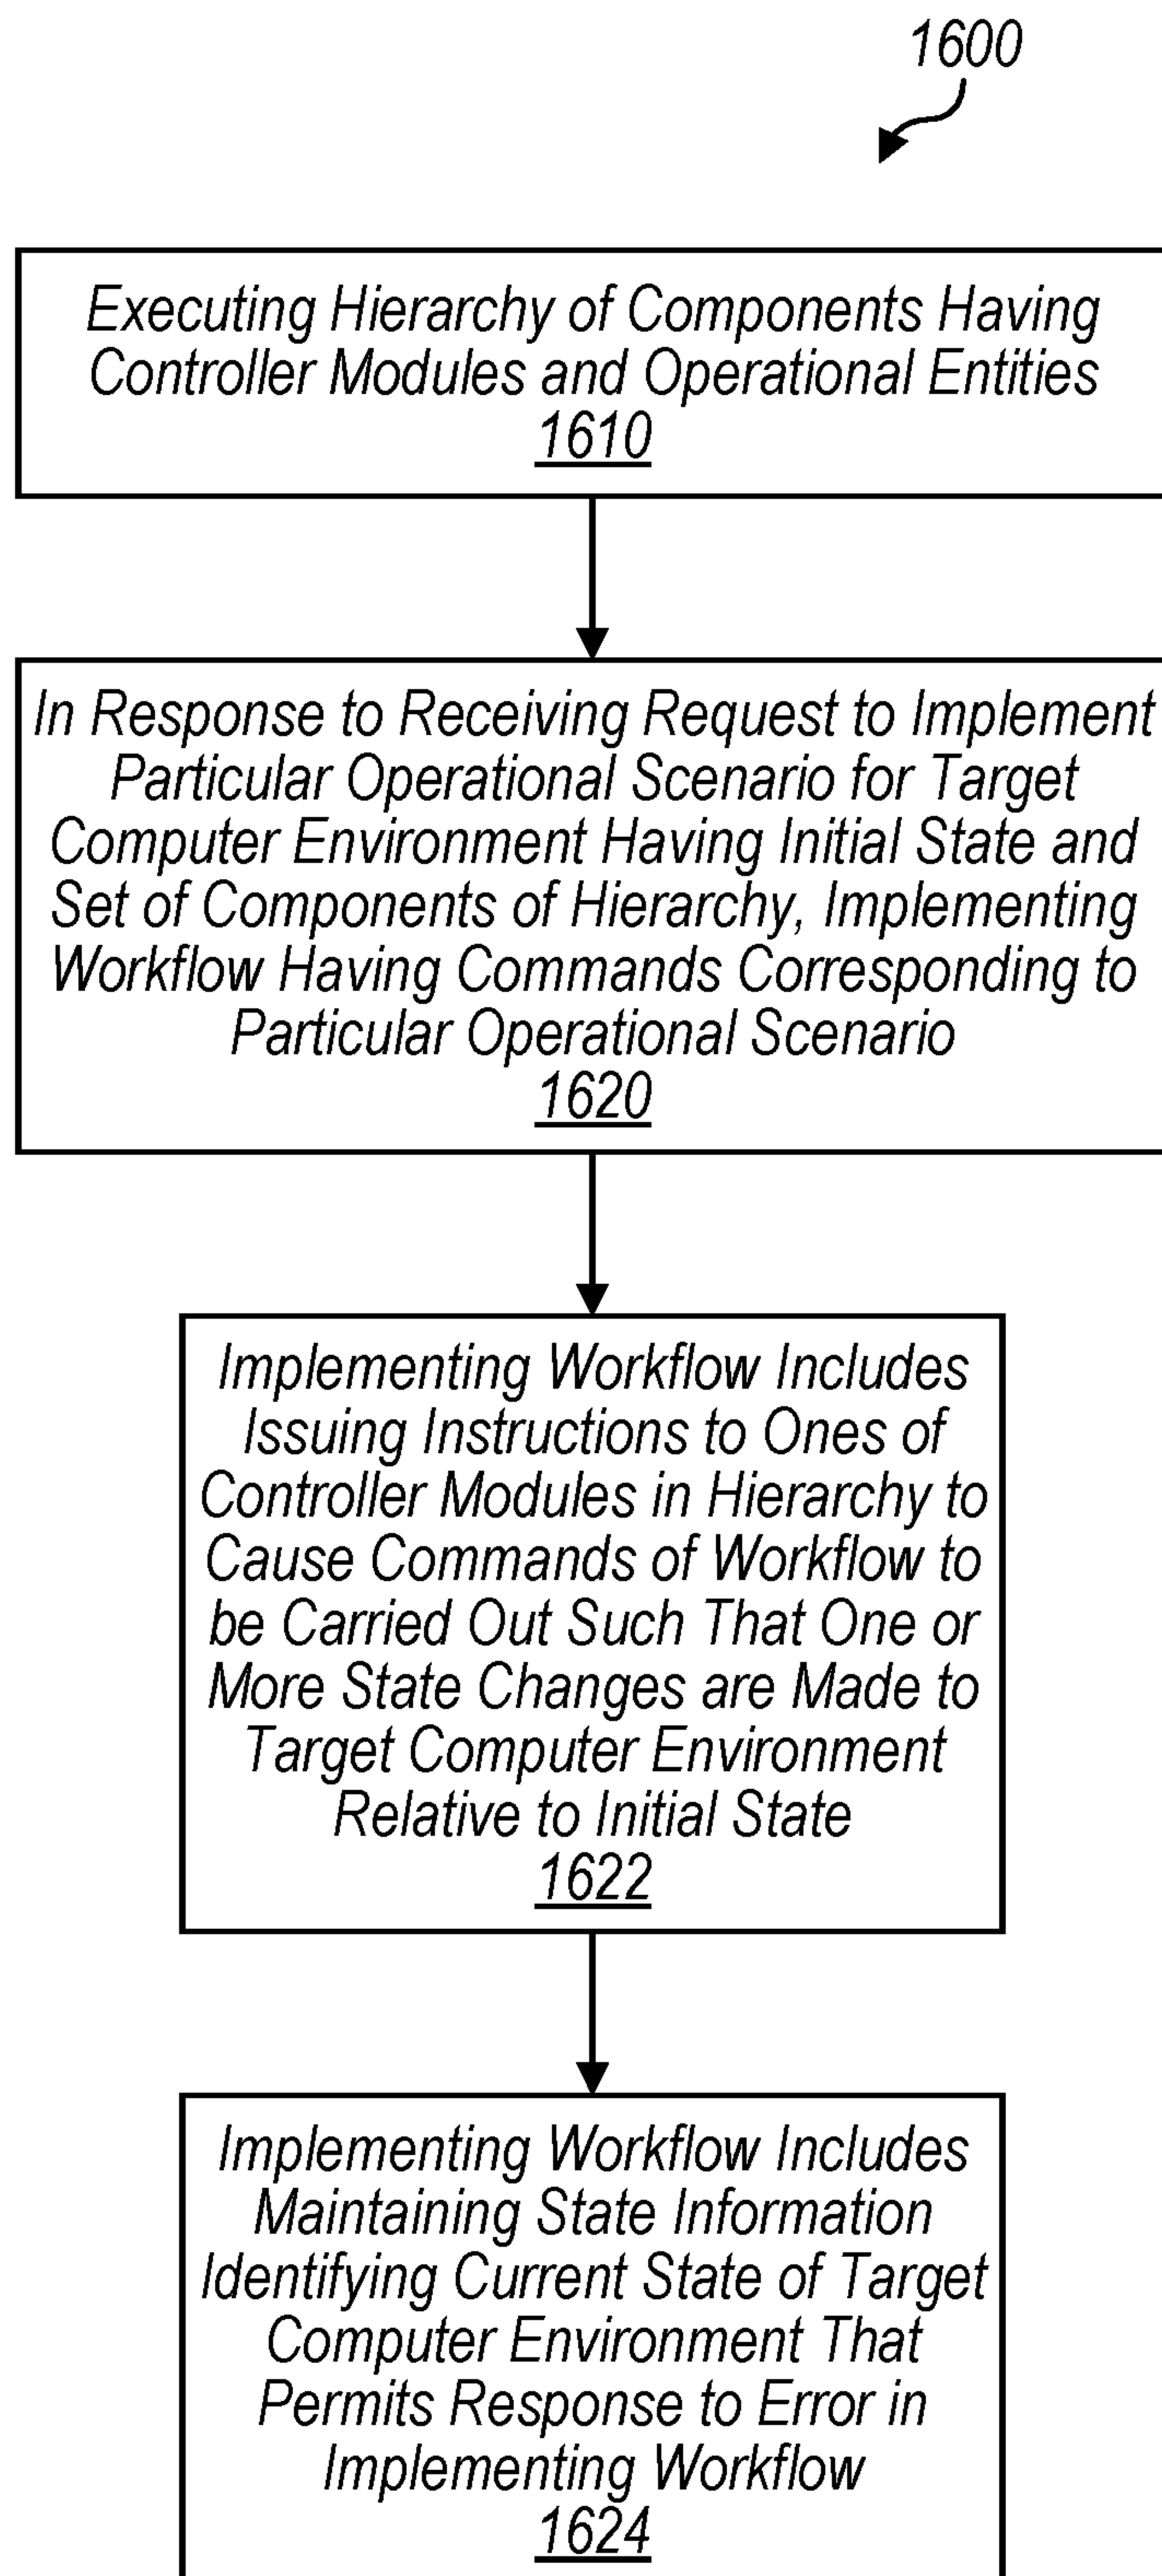 1600
Executing Hierarchy of Components Having
Controller Modules and Operational Entities
1610
In Response to Receiving Request to Implement
Particular Operational Scenario for Target
Computer Environment Having Initial State and
Set of Components of Hierarchy, Implementing
Workflow Having Commands Corresponding to
Particular Operational Scenario
1620
Implementing Workflow Includes
Issuing Instructions to Ones of
Controller Modules in Hierarchy to
Cause Commands of Workflow to
be Carried Out Such That One or
More State Changes are Made to
Target Computer Environment
Relative to Initial State
1622
Implementing Workflow Includes
Maintaining State Information
Identifying Current State of Target
Computer Environment That
Permits Response to Error in
Implementing Workflow
1624